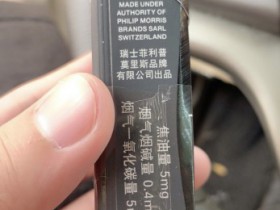 MADE UNDER
AUTHORITY OF
PHILIP MORRIS
BRANDS SARL
SWITZERLAND
瑞士菲利普
莫里斯品牌
有限公司出品
焦油量 5mg
烟气烟碱量 0.4m
烟气一氧化碳量 5